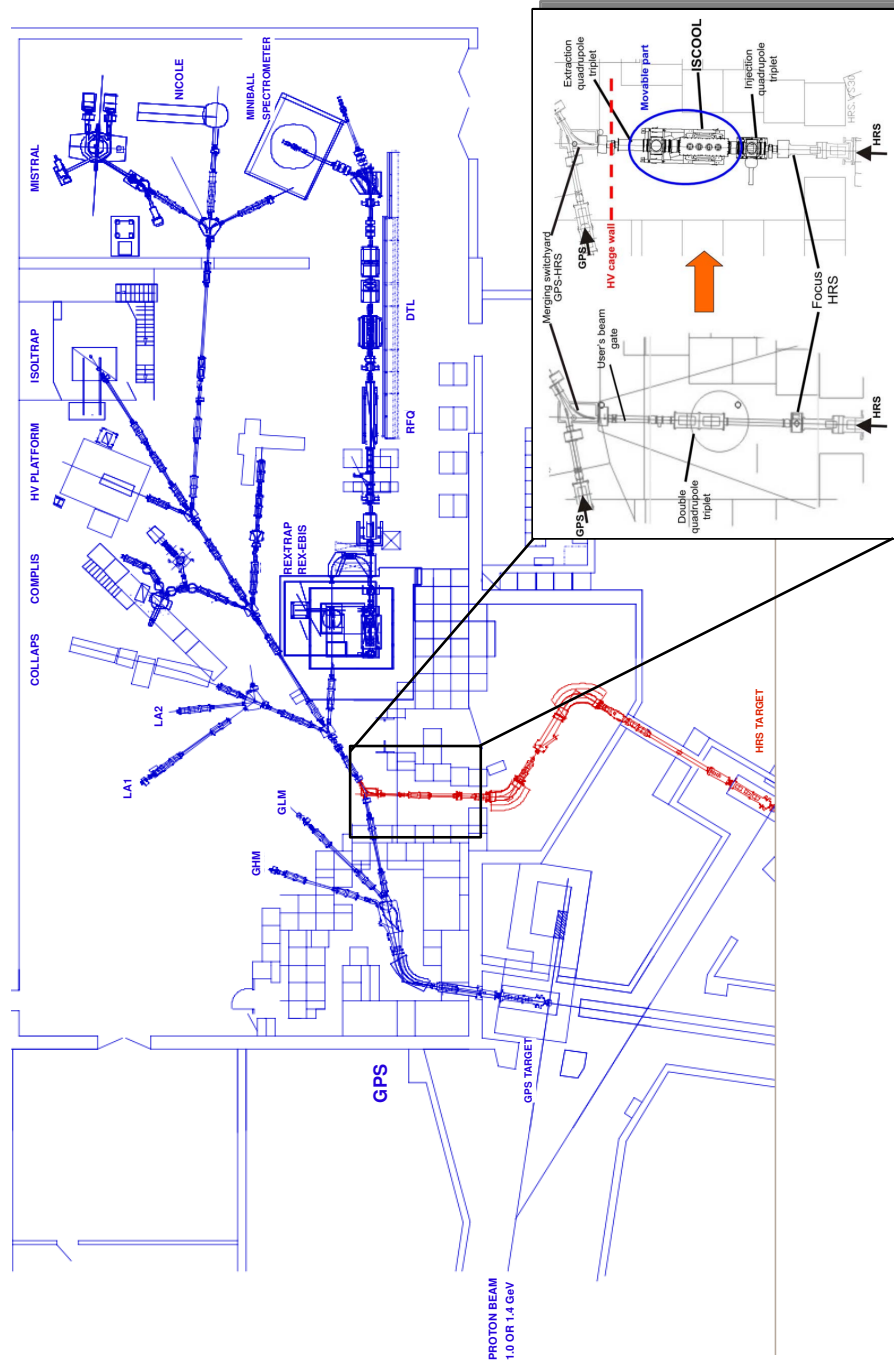 MISTRAL
NICOLE
MINIBALL
SPECTROMETER
ISOLTRAP
HV PLATFORM
COMPLIS
COLLAPS
LA2
LA1
GLM
GHM
REX-TRAP
REX-EBIS
RFQ
DTL
GPS
GPS TARGET
HRS TARGET
PROTON BEAM
1.0 OR 1.4 GeV
Merging switchyard
GPS-HRS
User's beam
gate
Double
quadrupole
triplet
GPS
HRS
Focus
HRS
Extraction
quadrupole
triplet
Movable part
ISCOOL
Injection
quadrupole
triplet
HV cage wall
GPS
HRS